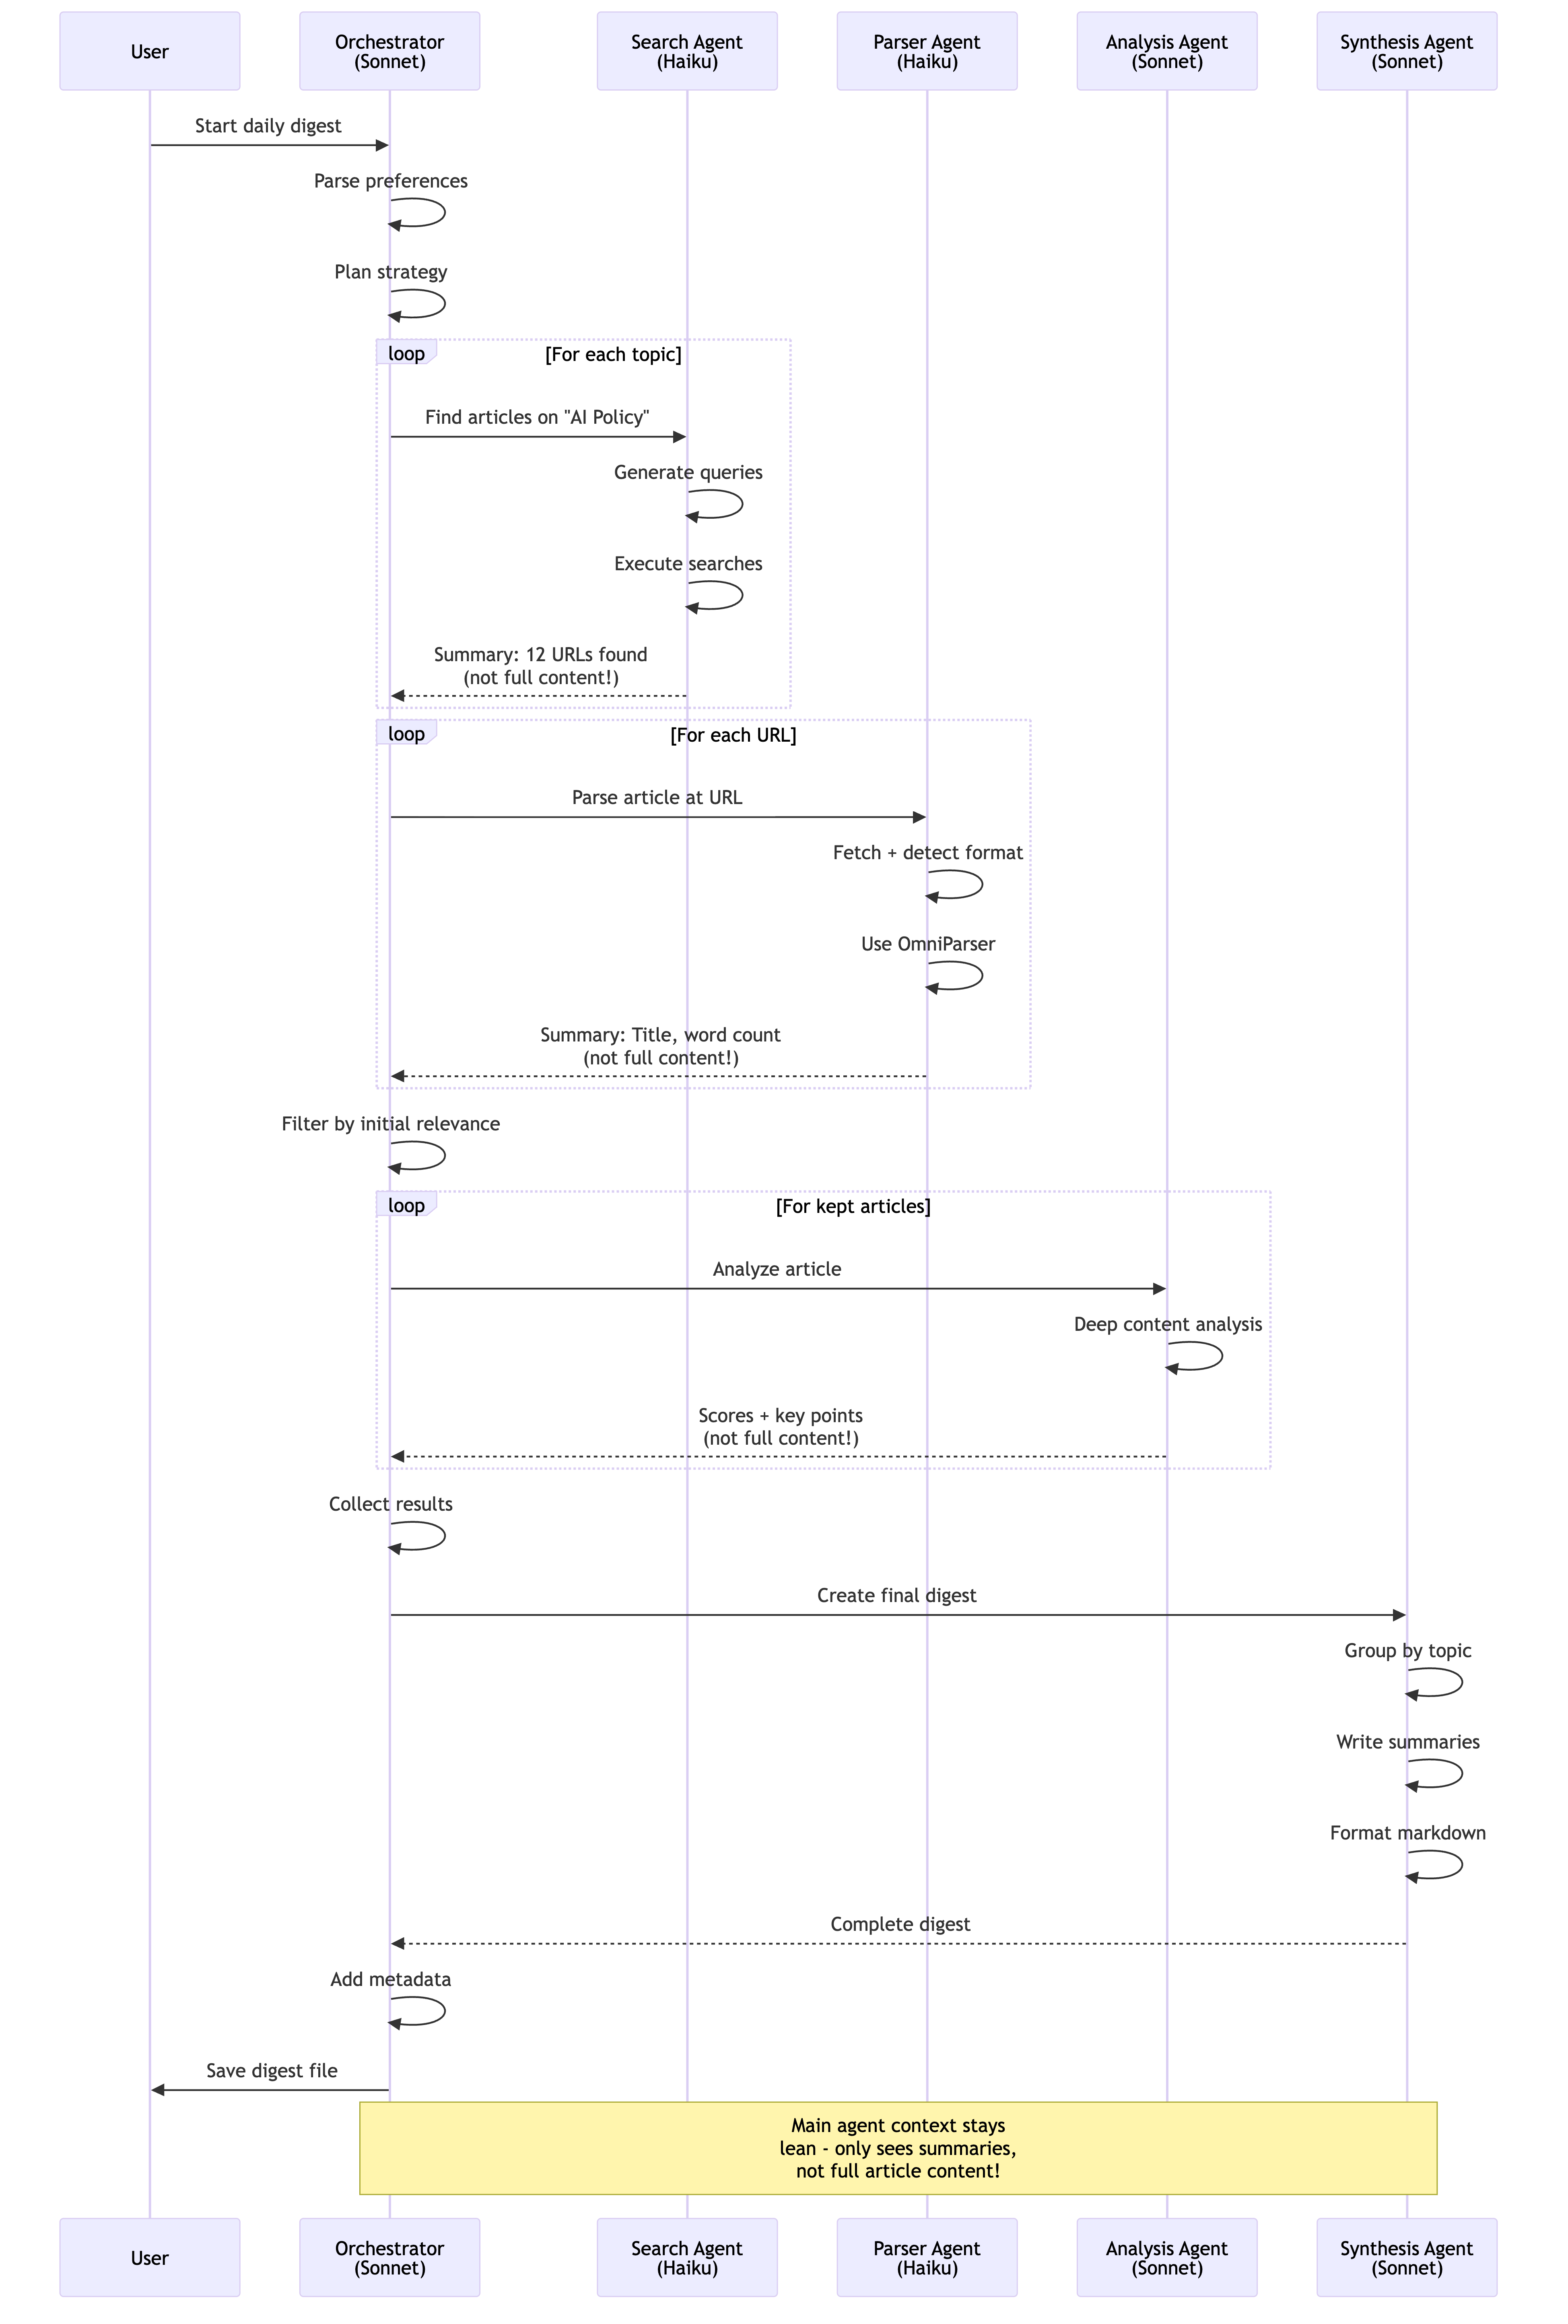 User
Orchestrator
(Sonnet)
Search Agent
(Haiku)
Parser Agent
(Haiku)
Analysis Agent
(Sonnet)
Synthesis Agent
(Sonnet)
Start daily digest
Parse preferences
Plan strategy
loop
[For each topic]
Find articles on "AI Policy"
Generate queries
Execute searches
Summary: 12 URLs found
(not full content!)
loop
[For each URL]
Parse article at URL
Fetch + detect format
Use OmniParser
Summary: Title, word count
(not full content!)
Filter by initial relevance
loop
[For kept articles]
Analyze article
Deep content analysis
Scores + key points
(not full content!)
Collect results
Create final digest
Group by topic
Write summaries
Format markdown
Complete digest
Add metadata
Save digest file
Main agent context stays
lean - only sees summaries,
not full article content!
User
Orchestrator
(Sonnet)
Search Agent
(Haiku)
Parser Agent
(Haiku)
Analysis Agent
(Sonnet)
Synthesis Agent
(Sonnet)